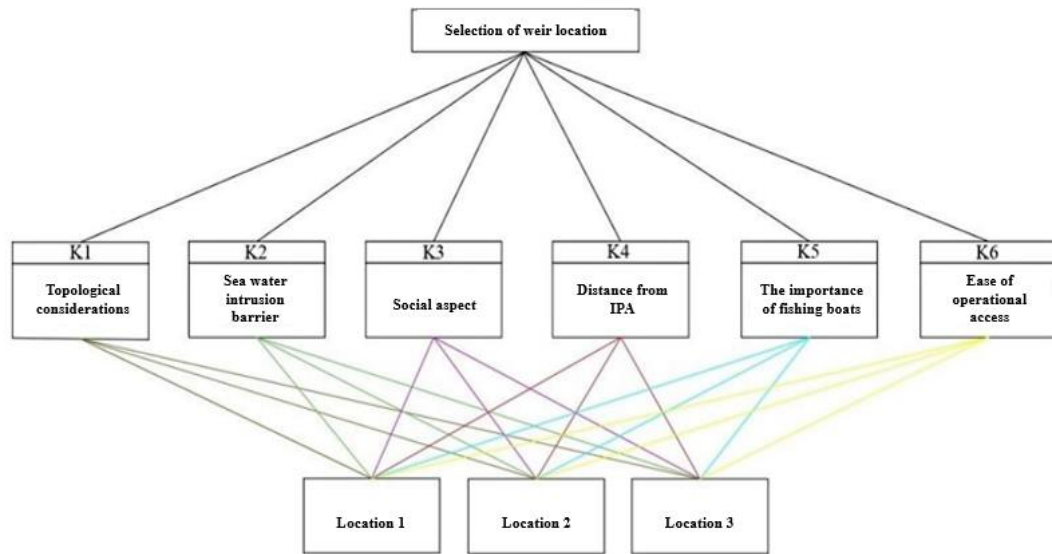 Selection of weir location
K1
Topological
considerations
K2
Sea water
intrusion
barrier
K3
Social aspect
K4
Distance from
IPA
K5
The importance
of fishing boats
K6
Ease of
operational
access
Location 1
Location 2
Location 3